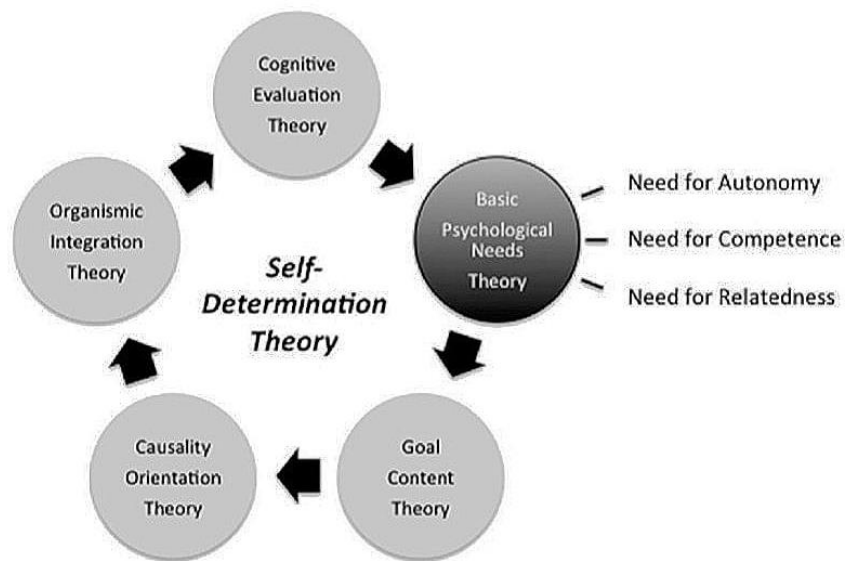 Cognitive
Evaluation
Theory
Basic
Psychological
Needs
Theory
Need for Autonomy
Need for Competence
Need for Relatedness
Organismic
Integration
Theory
Self-
Determination
Theory
Causality
Orientation
Theory
Goal
Content
Theory